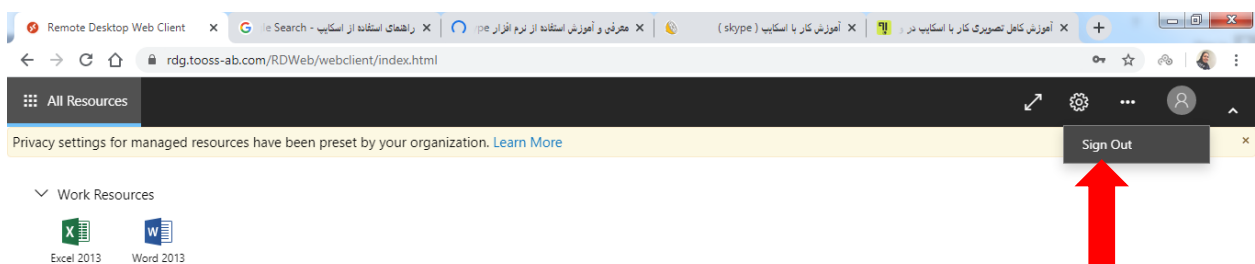 Remote Desktop Web Client
le Search - راهنمای استفاده از اسکایپ
معرفی و آموزش استفاده از نرم افزار ype
آموزش کار با اسکایپ ( skype )
آموزش کامل تصویری کار با اسکایپ در و
rdg.tooss-ab.com/RDWeb/webclient/index.html
All Resources
Privacy settings for managed resources have been preset by your organization. Learn More
Sign Out
Work Resources
Excel 2013
Word 2013